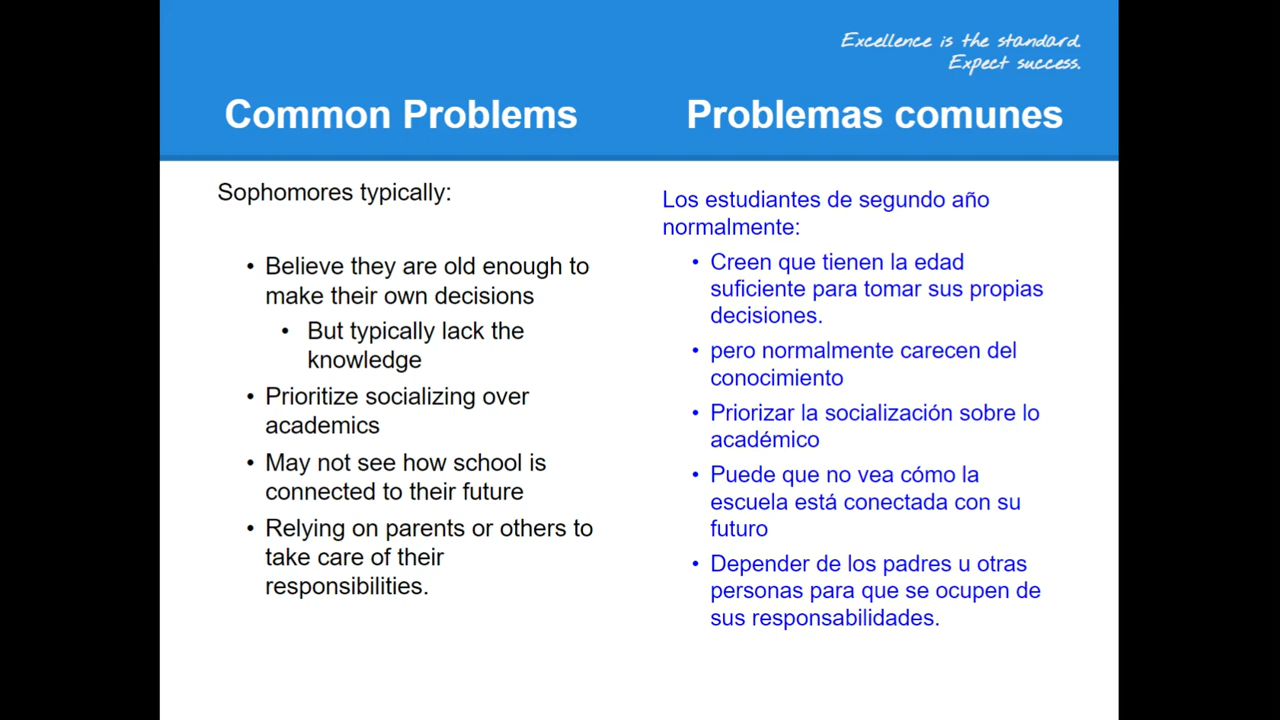 Excellence is the standard.
Expect success.
Common Problems
Problemas comunes
Sophomores typically:
• Believe they are old enough to
make their own decisions
• But typically lack the
knowledge
• Prioritize socializing over
academics
• May not see how school is
connected to their future
• Relying on parents or others to
take care of their
responsibilities.
Los estudiantes de segundo año
normalmente:
• Creen que tienen la edad
suficiente para tomar sus propias
decisiones.
• pero normalmente carecen del
conocimiento
• Priorizar la socialización sobre lo
académico
• Puede que no vea cómo la
escuela está conectada con su
futuro
• Depender de los padres u otras
personas para que se ocupen de
sus responsabilidades.